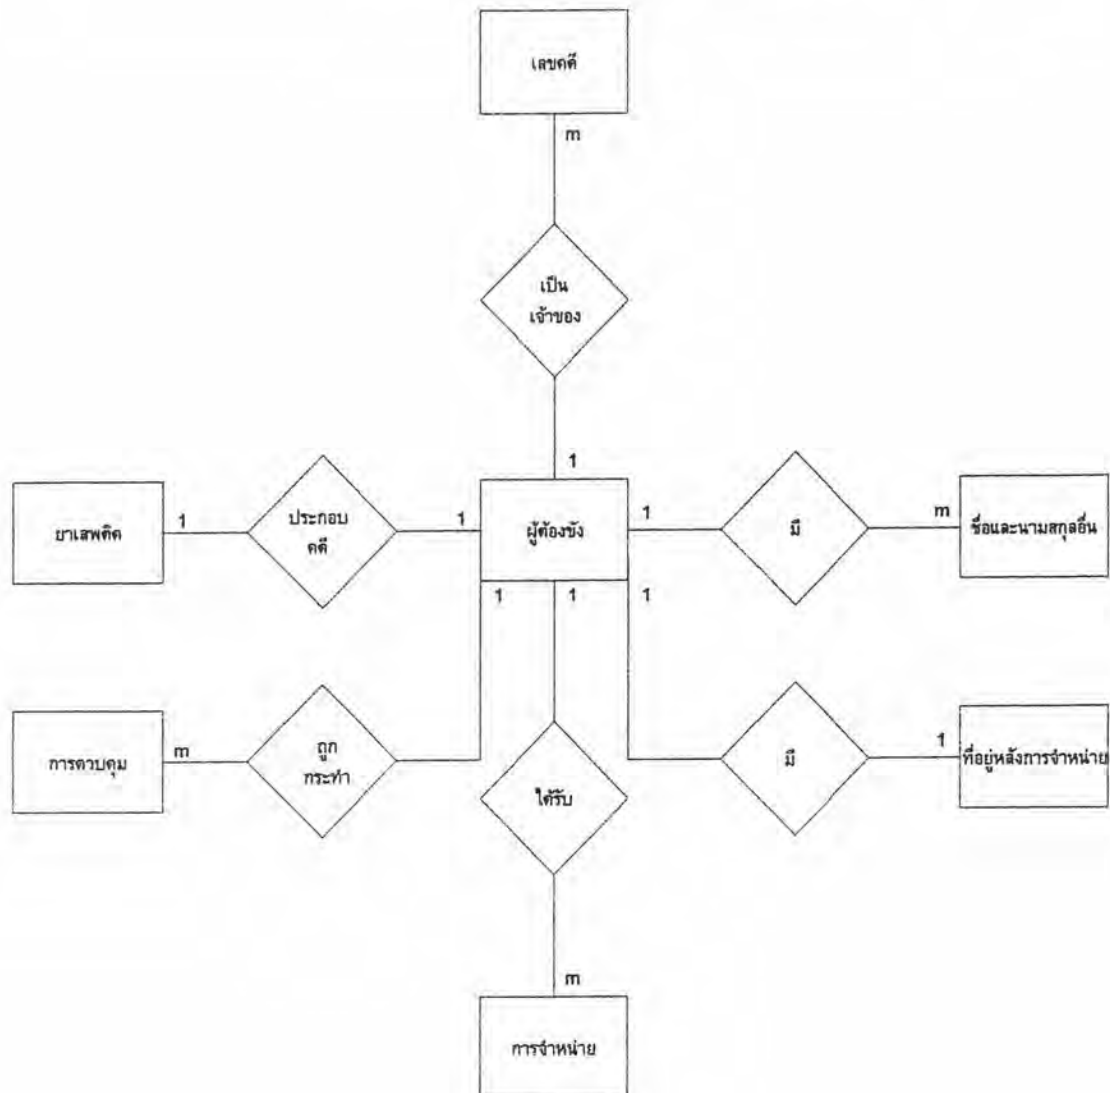 เลขคดี
m
เป็น
เจ้าของ
1
ยาเสพติด
1
ประกอบ
คดี
1
ผู้ต้องขัง
1
มี
m
ชื่อและนามสกุลอื่น
1
1
1
การควบคุม
m
ถูก
กระทำ
ได้รับ
มี
1
ที่อยู่หลังการจำหน่าย
m
การจำหน่าย